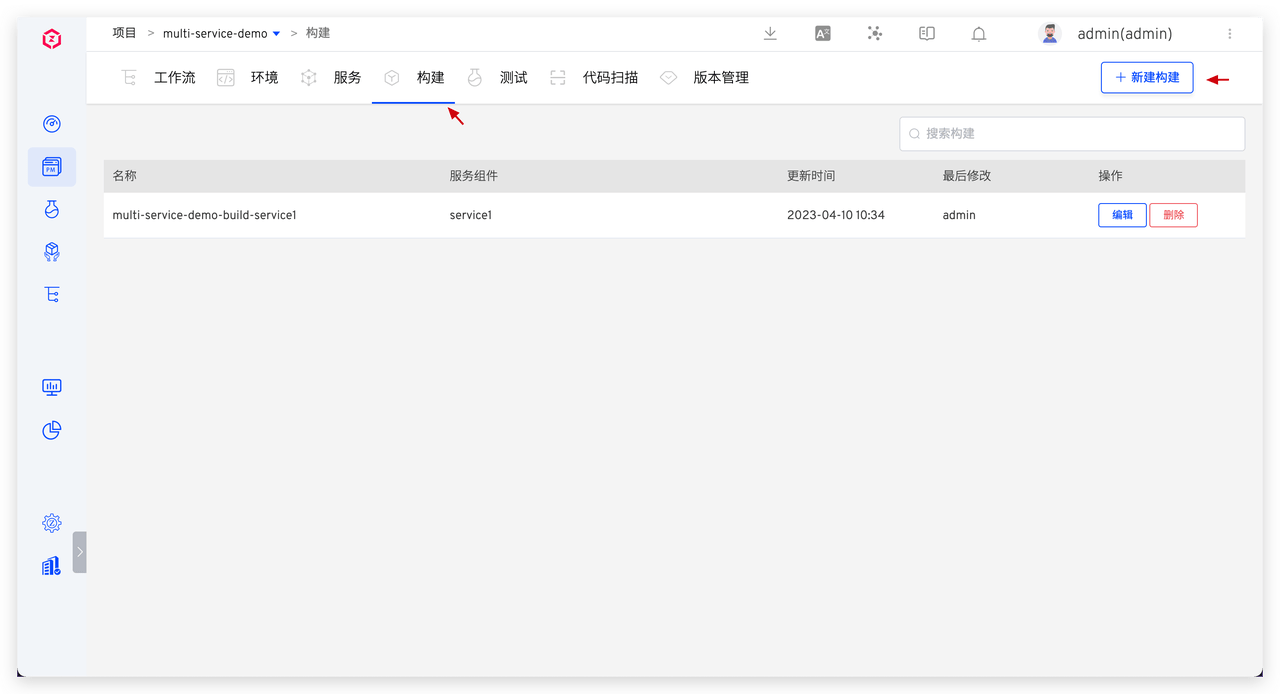 项目 > multi-service-demo > 构建
admin(admin)
工作流 环境 服务 构建 测试 代码扫描 版本管理
+ 新建构建
搜索构建
名称 服务组件 更新时间 最后修改 操作
multi-service-demo-build-service1 service1 2023-04-10 10:34 admin 编辑 删除
PM